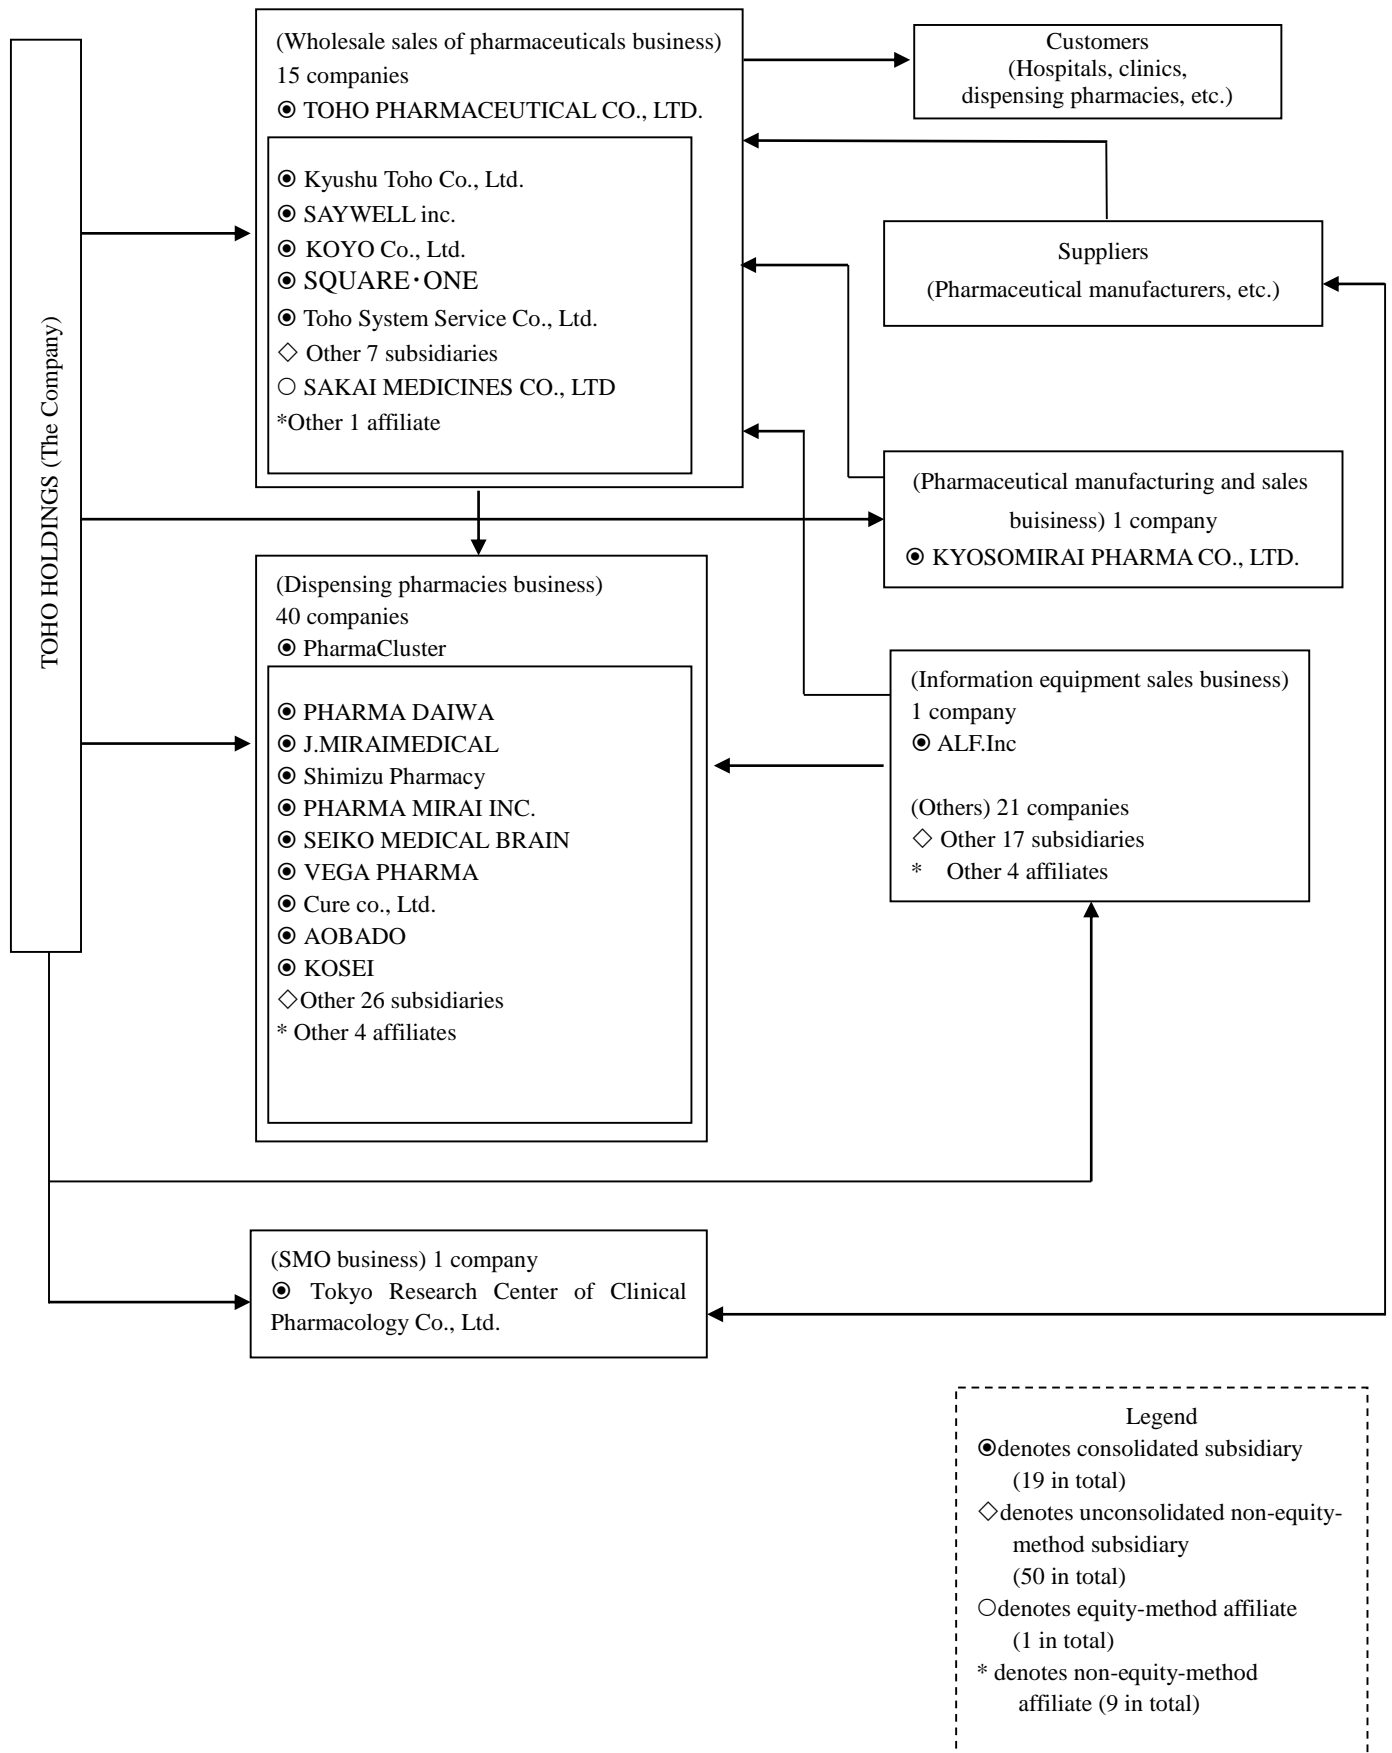 TOHO HOLDINGS (The Company)
(Wholesale sales of pharmaceuticals business)
15 companies
◉ TOHO PHARMACEUTICAL CO., LTD.
◉ Kyushu Toho Co., Ltd.
◉ SAYWELL inc.
◉ KOYO Co., Ltd.
◉ SQUARE・ONE
◉ Toho System Service Co., Ltd.
◇ Other 7 subsidiaries
○ SAKAI MEDICINES CO., LTD
*Other 1 affiliate
Customers
(Hospitals, clinics,
dispensing pharmacies, etc.)
Suppliers
(Pharmaceutical manufacturers, etc.)
(Pharmaceutical manufacturing and sales
buisiness) 1 company
◉ KYOSOMIRAI PHARMA CO., LTD.
(Dispensing pharmacies business)
40 companies
◉ PharmaCluster
◉ PHARMA DAIWA
◉ J.MIRAIMEDICAL
◉ Shimizu Pharmacy
◉ PHARMA MIRAI INC.
◉ SEIKO MEDICAL BRAIN
◉ VEGA PHARMA
◉ Cure co., Ltd.
◉ AOBADO
◉ KOSEI
◇Other 26 subsidiaries
* Other 4 affiliates
(Information equipment sales business)
1 company
◉ ALF.Inc
(Others) 21 companies
◇ Other 17 subsidiaries
* Other 4 affiliates
(SMO business) 1 company
◉ Tokyo Research Center of Clinical
Pharmacology Co., Ltd.
Legend
◉denotes consolidated subsidiary
(19 in total)
◇denotes unconsolidated non-equity-
method subsidiary
(50 in total)
○denotes equity-method affiliate
(1 in total)
* denotes non-equity-method
affiliate (9 in total)